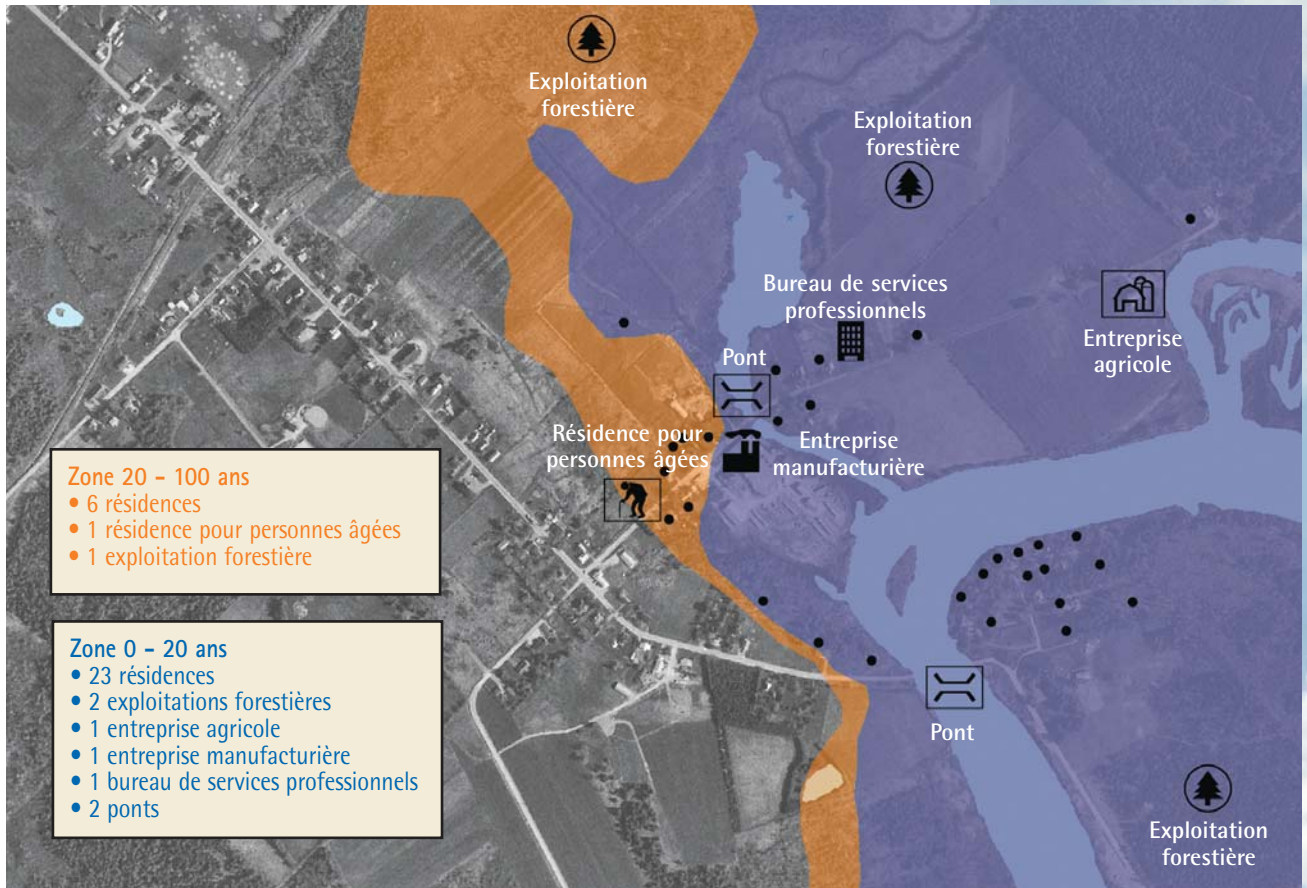 Exploitation
forestière
Exploitation
forestière
Bureau de services
professionnels
Pont
Entreprise
agricole
Résidence pour
personnes âgées
Entreprise
manufacturière
Zone 20 - 100 ans
• 6 résidences
• 1 résidence pour personnes âgées
• 1 exploitation forestière
Zone 0 - 20 ans
• 23 résidences
• 2 exploitations forestières
• 1 entreprise agricole
• 1 entreprise manufacturière
• 1 bureau de services professionnels
• 2 ponts
Pont
Exploitation
forestière